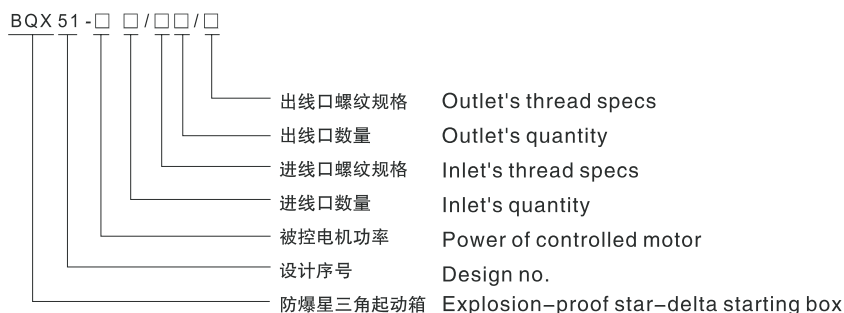 BQX 51-□ □/□□/□
出线口螺纹规格 Outlet's thread specs
出线口数量 Outlet's quantity
进线口螺纹规格 Inlet's thread specs
进线口数量 Inlet's quantity
被控电机功率 Power of controlled motor
设计序号 Design no.
防爆星三角起动箱 Explosion-proof star-delta starting box